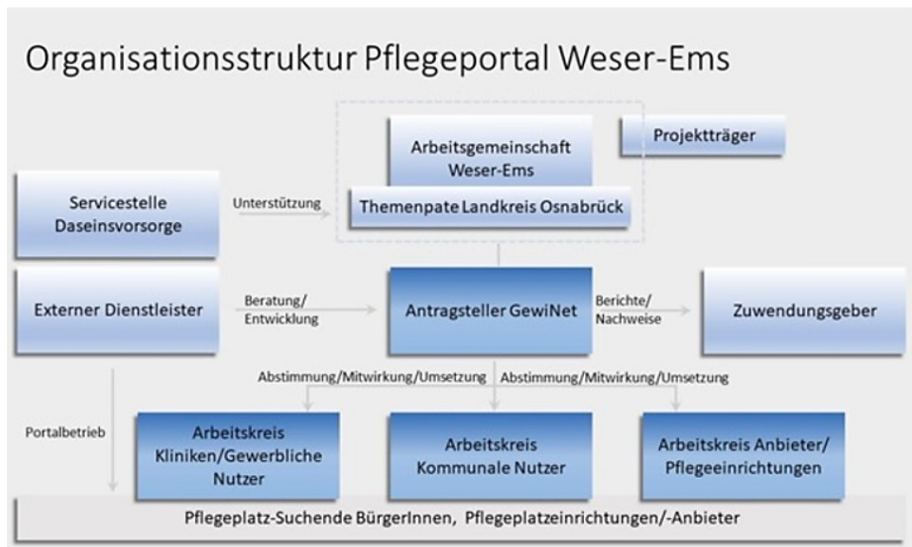 Organisationsstruktur Pflegeportal Weser-Ems
Projektträger
Arbeitsgemeinschaft
Weser-Ems
Themenpate Landkreis Osnabrück
Servicestelle
Daseinsvorsorge
Unterstützung
Externer Dienstleister
Beratung/
Entwicklung
Antragsteller GewiNet
Berichte/
Nachweise
Zuwendungsgeber
Abstimmung/Mitwirkung/Umsetzung
Abstimmung/Mitwirkung/Umsetzung
Portalbetrieb
Arbeitskreis
Kliniken/Gewerbliche
Nutzer
Arbeitskreis
Kommunale Nutzer
Arbeitskreis Anbieter/
Pflegeeinrichtungen
Pflegeplatz-Suchende BürgerInnen, Pflegeplatzeinrichtungen/-Anbieter